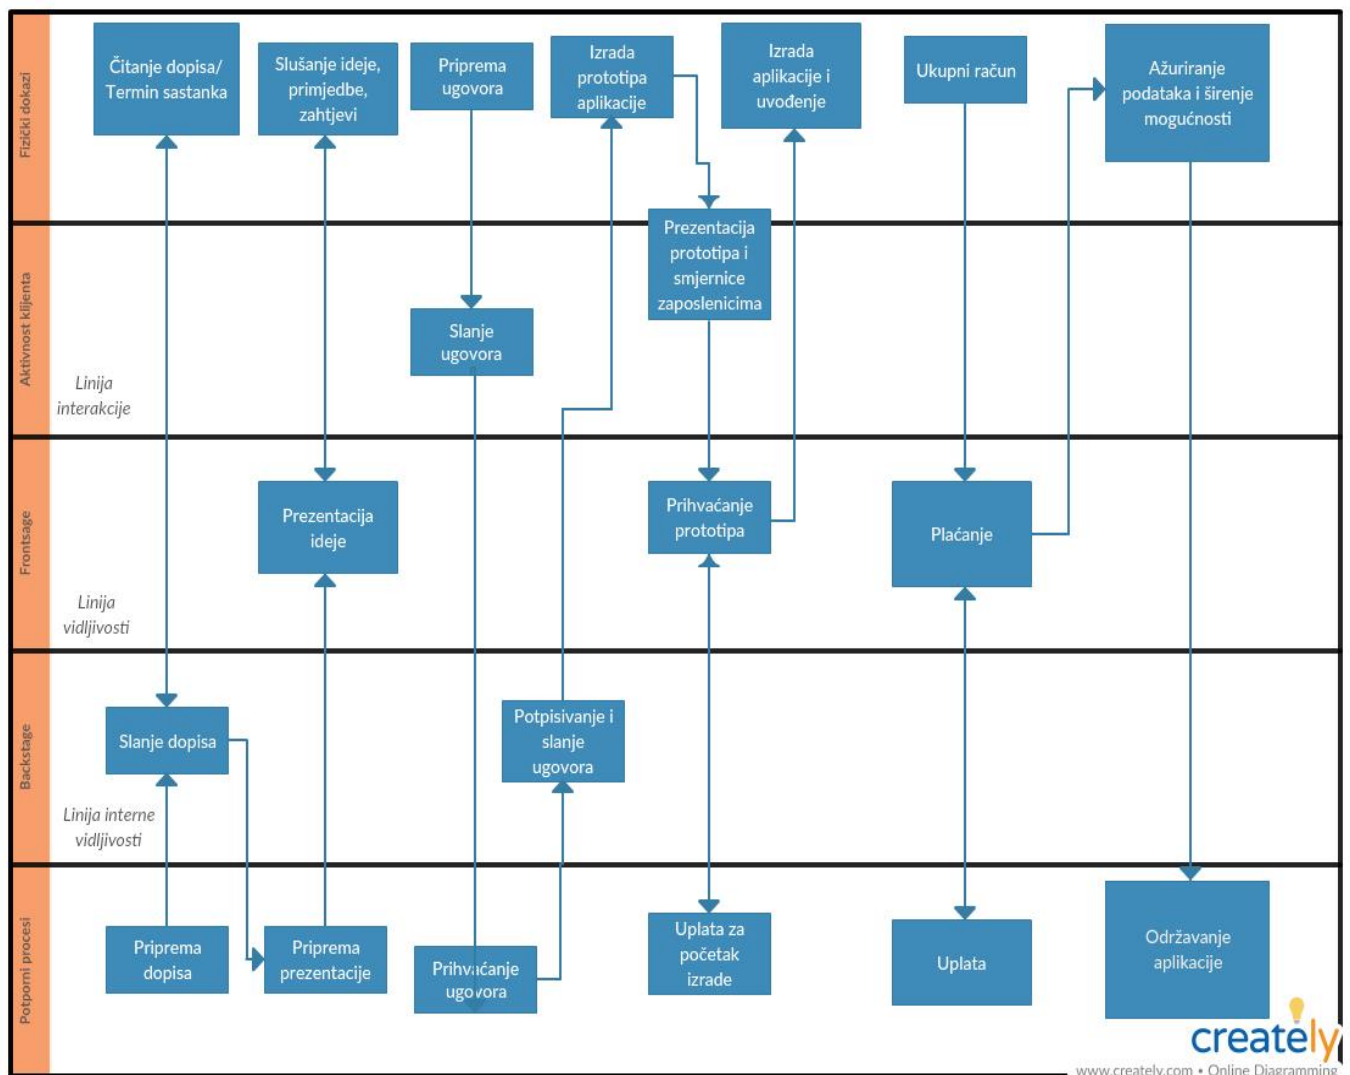 Fizički dokazi
Čitanje dopisa/
Termin sastanka
Slušanje ideje,
primjedbe,
zahtjevi
Priprema
ugovora
Izrada
prototipa
aplikacije
Izrada
aplikacije i
uvođenje
Ukupni račun
Ažuriranje
podataka i širenje
mogućnosti
Aktivnost klijenta
Prezentacija
prototipa i
smjernice
zaposlenicima
Slanje
ugovora
Linija
interakcije
Frontsage
Prezentacija
ideje
Prihvaćanje
prototipa
Plaćanje
Linija
vidljivosti
Backstage
Slanje dopisa
Potpisivanje i
slanje
ugovora
Linija interne
vidljivosti
Potporni procesi
Priprema
dopisa
Priprema
prezentacije
Prihvaćanje
ugovora
Uplata za
početak
izrade
Uplata
Održavanje
aplikacije
creately
www.creately.com • Online Diagramming